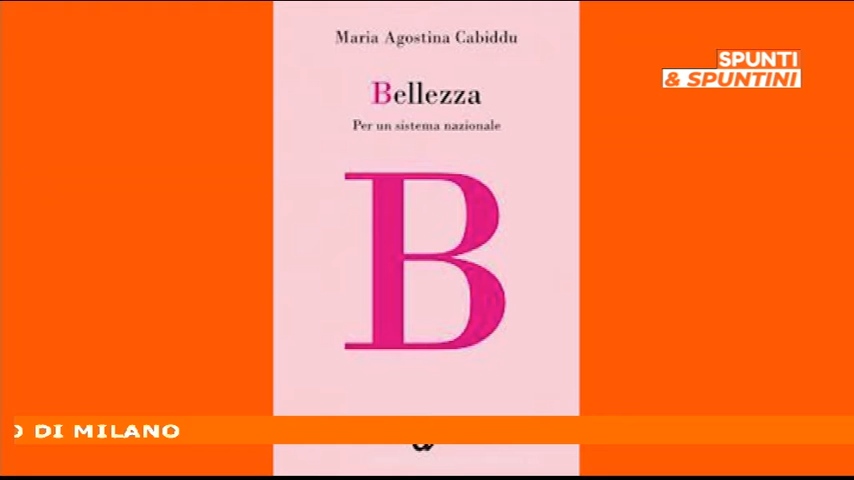 Maria Agostina Cabiddu
SPUNTI
& SPUNTINI
Bellezza
Per un sistema nazionale
B
DI MILANO